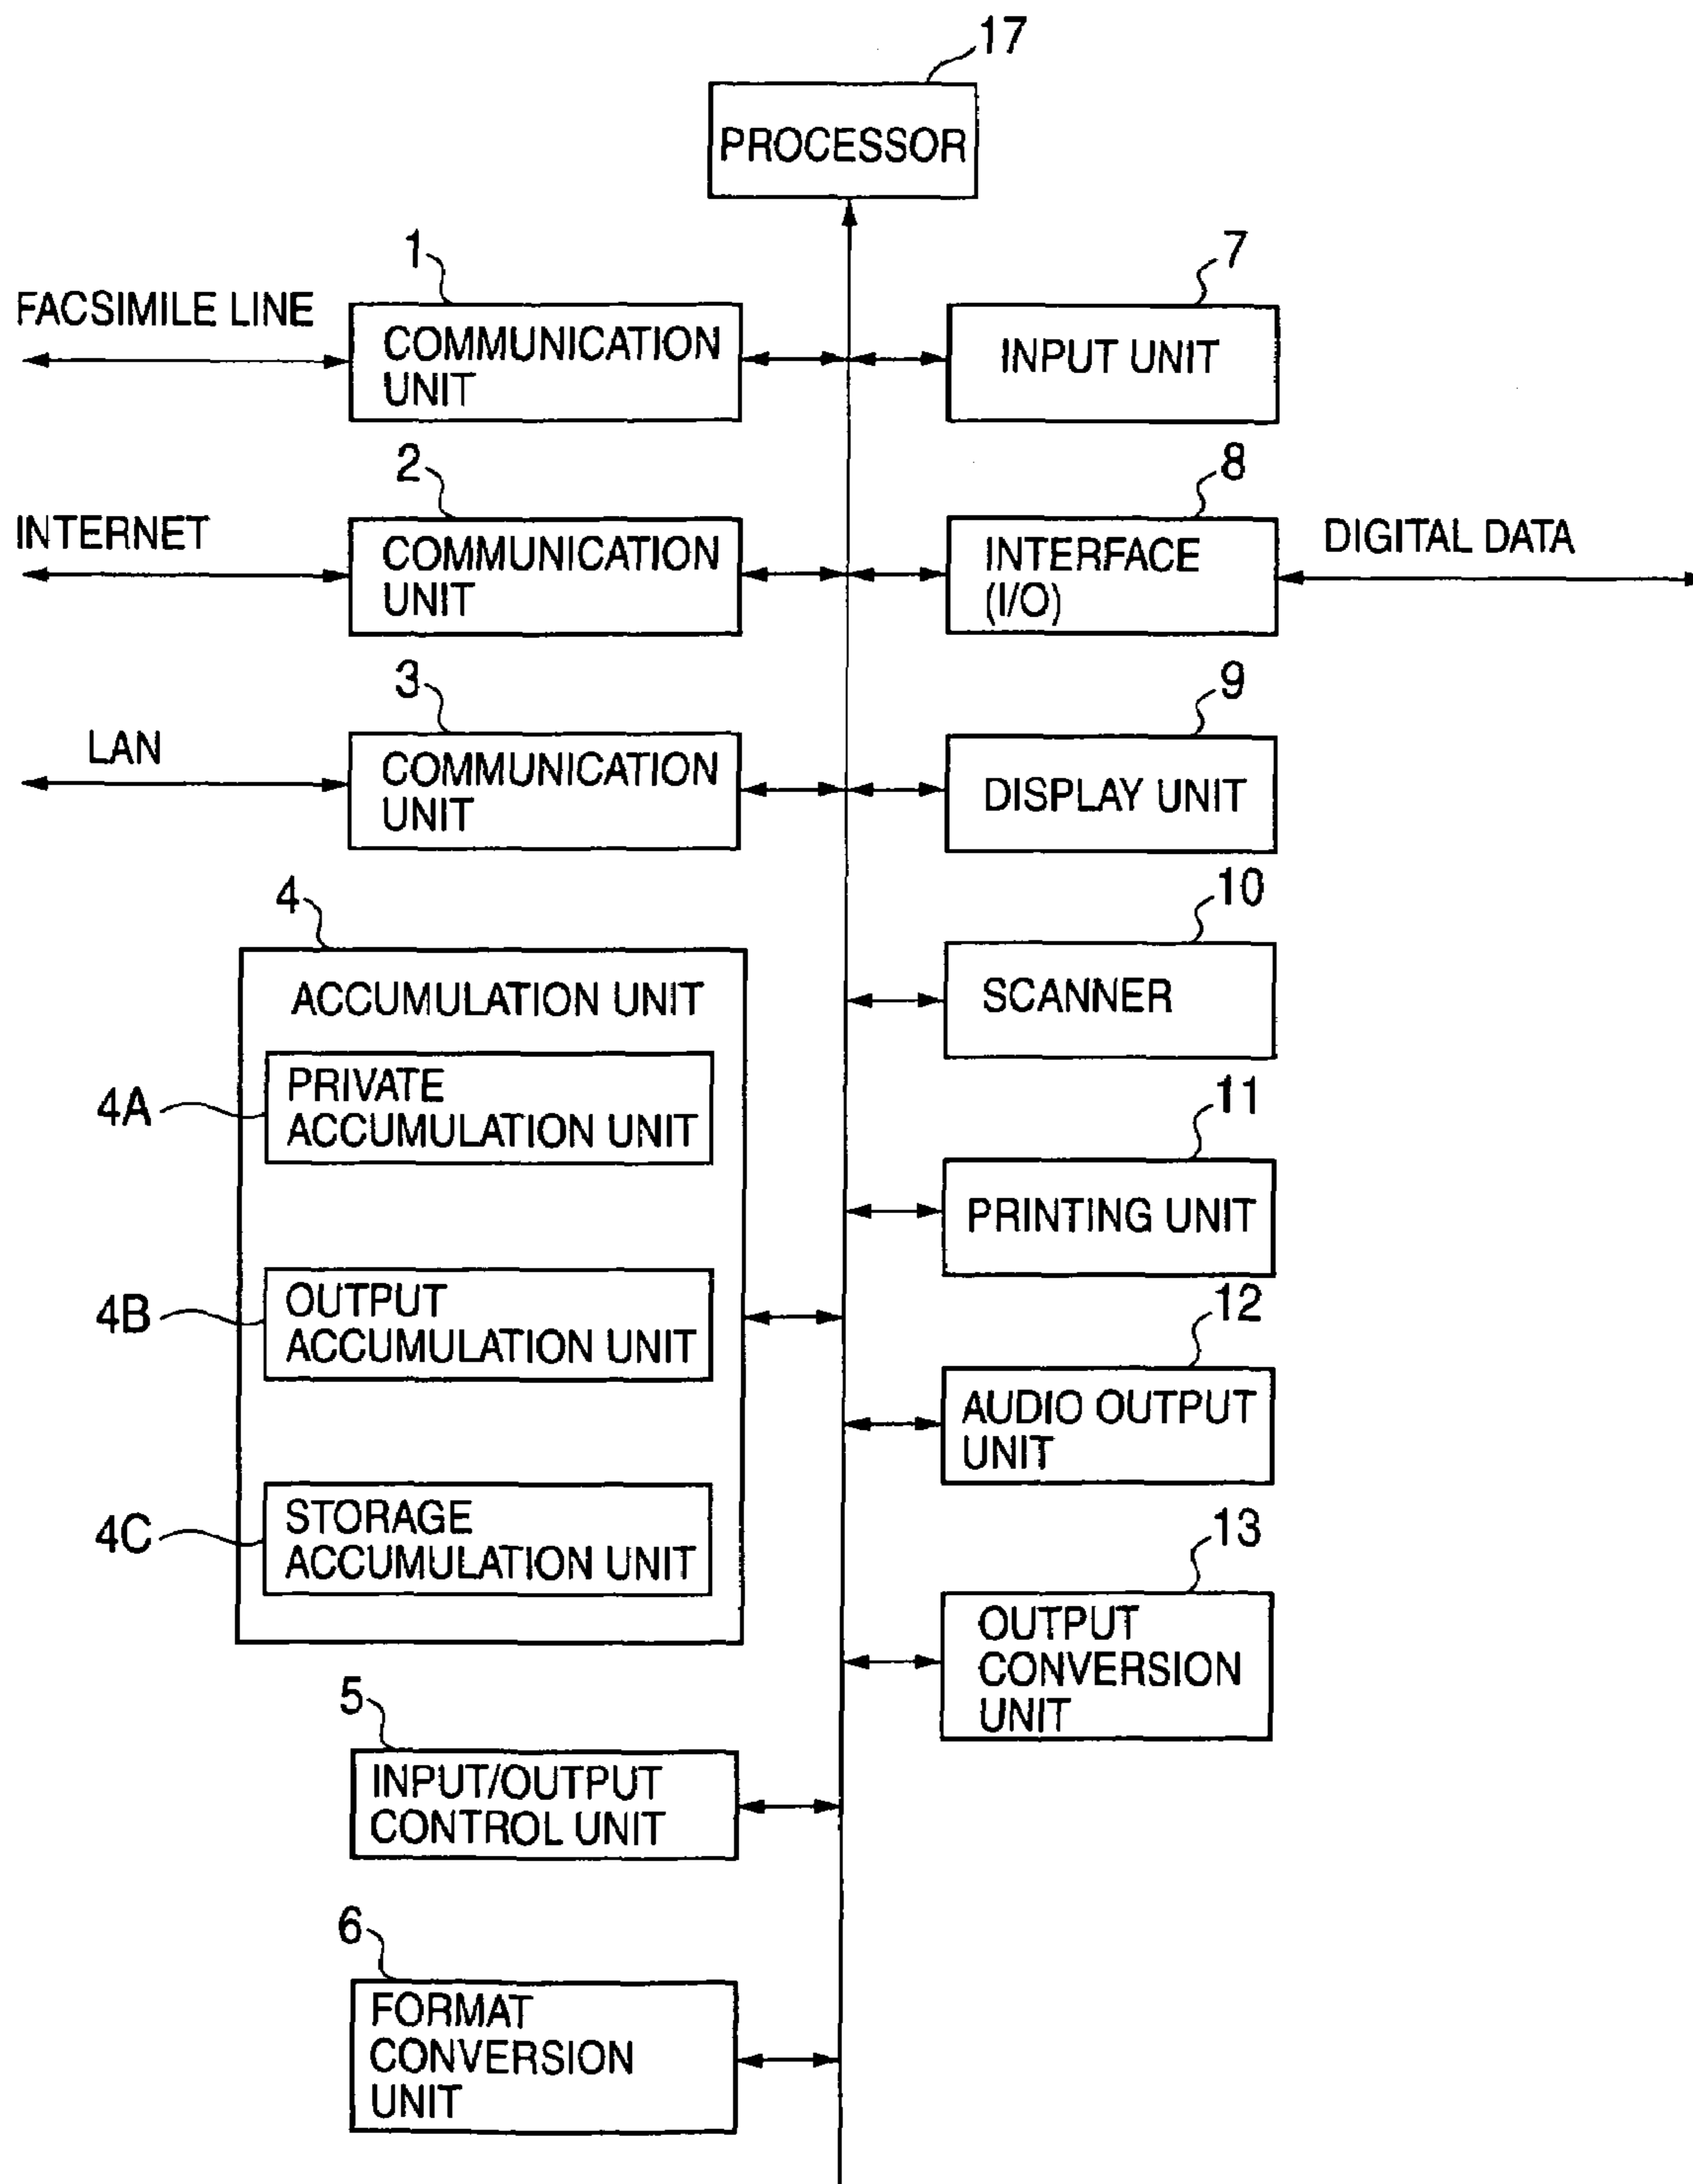 17
PROCESSOR
1
FACSIMILE LINE
COMMUNICATION
UNIT
7
INPUT UNIT
2
INTERNET
COMMUNICATION
UNIT
8
INTERFACE
(I/O)
DIGITAL DATA
3
LAN
COMMUNICATION
UNIT
9
DISPLAY UNIT
4
ACCUMULATION UNIT
4A
PRIVATE
ACCUMULATION UNIT
4B
OUTPUT
ACCUMULATION UNIT
4C
STORAGE
ACCUMULATION UNIT
10
SCANNER
11
PRINTING UNIT
12
AUDIO OUTPUT
UNIT
13
OUTPUT
CONVERSION
UNIT
5
INPUT/OUTPUT
CONTROL UNIT
6
FORMAT
CONVERSION
UNIT